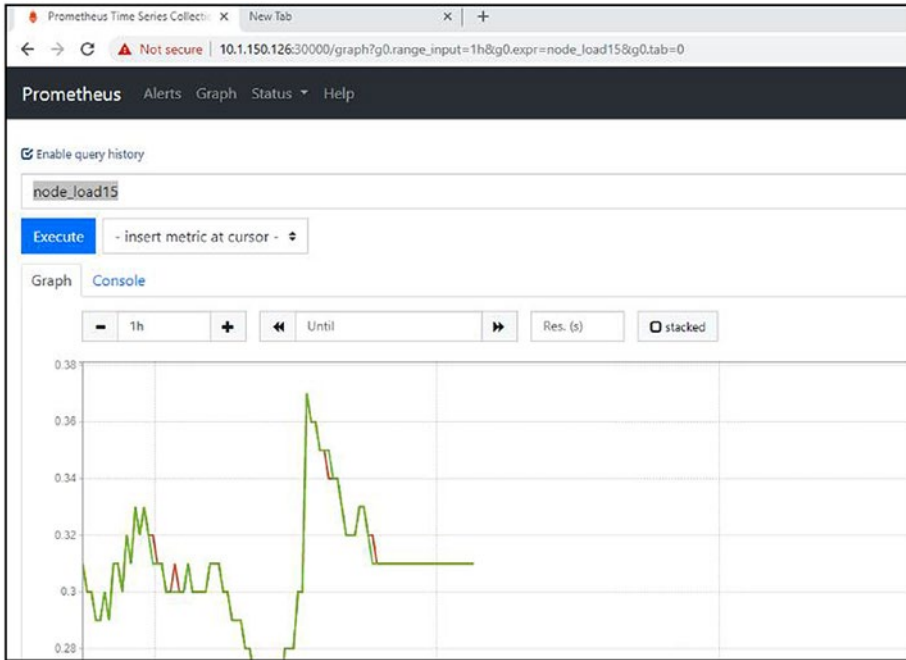 Prometheus Time Series Collectio X New Tab X +
Not secure | 10.1.150.126:30000/graph?g0.range_input=1h&g0.expr=node_load15&g0.tab=0
Prometheus Alerts Graph Status Help
Enable query history
node_load15
Execute - insert metric at cursor -
Graph Console
- 1h + Until Res. (s) stacked
0.38
0.36
0.34
0.32
0.3
0.28